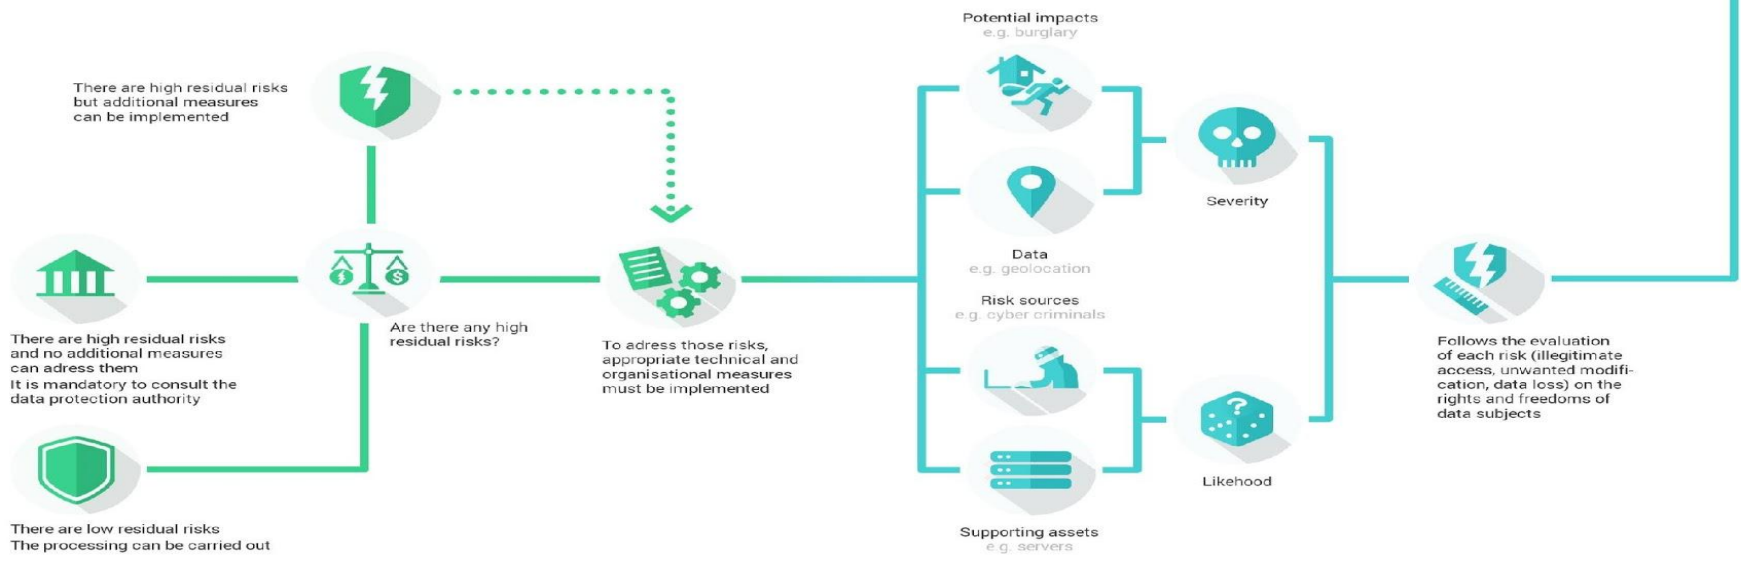 Potential impacts
e.g. burglary
There are high residual risks
but additional measures
can be implemented
Severity
Data
e.g. geolocation
Risk sources
e.g. cyber criminals
There are high residual risks
and no additional measures
can adress them
It is mandatory to consult the
data protection authority
Are there any high
residual risks?
To adress those risks,
appropriate technical and
organisational measures
must be implemented
Follows the evaluation
of each risk (illegitimate
access, unwanted modifi-
cation, data loss) on the
rights and freedoms of
data subjects
Likehood
There are low residual risks
The processing can be carried out
Supporting assets
e.g. servers